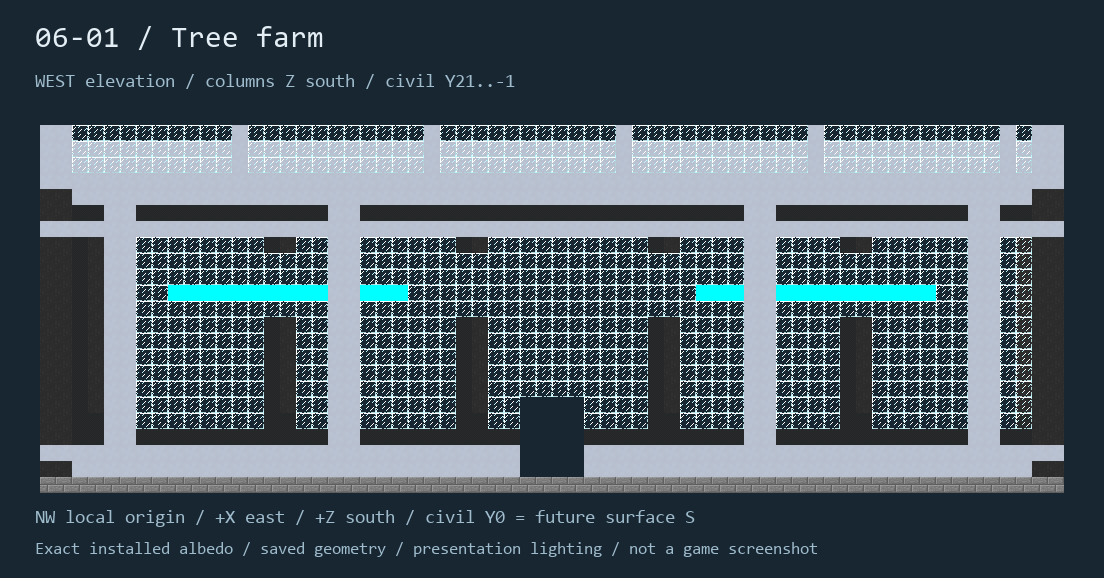 06-01 / Tree farm
WEST elevation / columns Z south / civil Y21..-1
NW local origin / +X east / +Z south / civil Y0 = future surface S
Exact installed albedo / saved geometry / presentation lighting / not a game screenshot